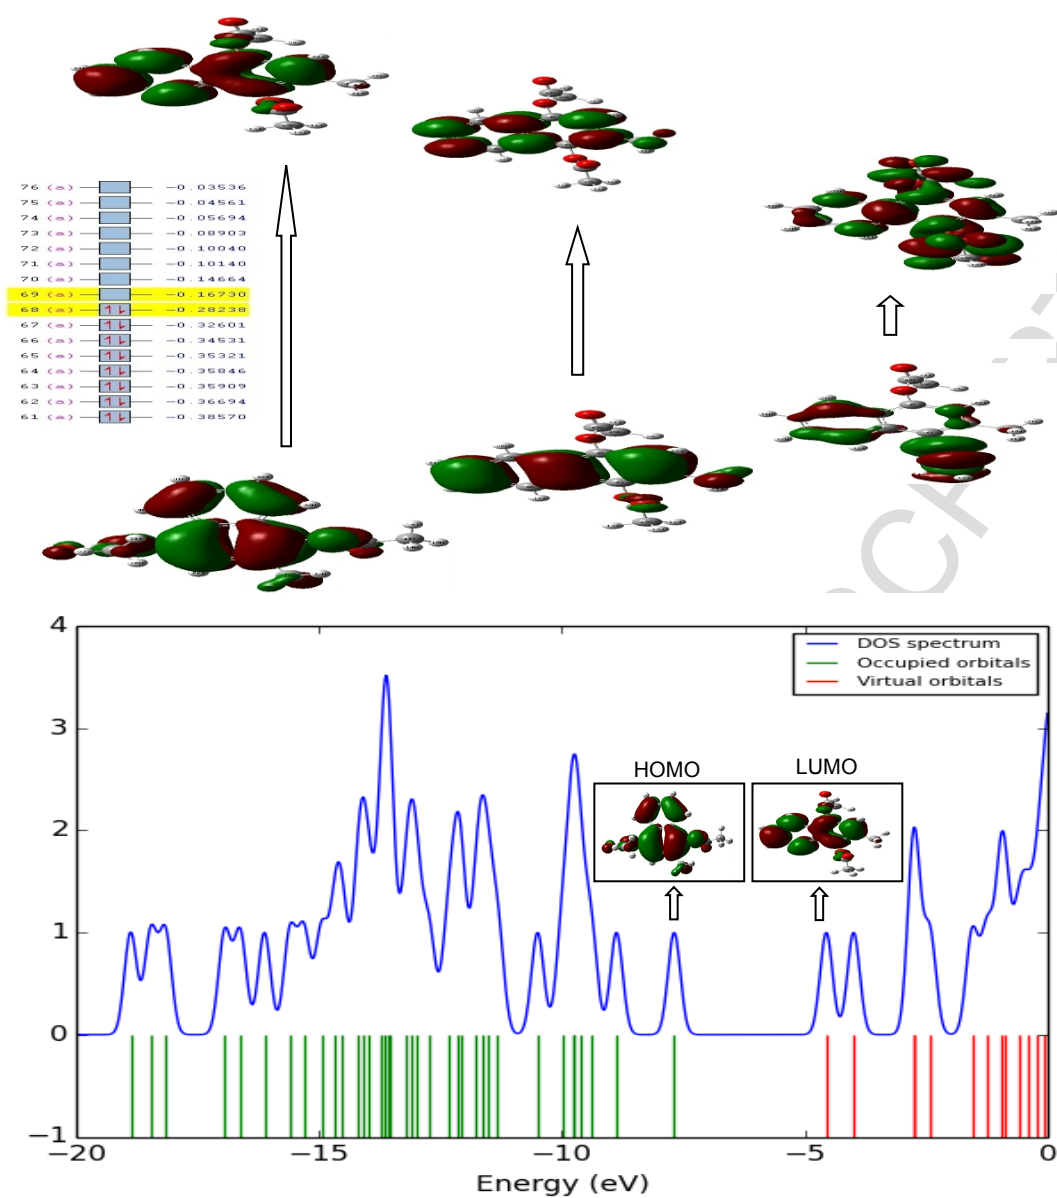 76 (a) -0.03536
75 (a) -0.04561
74 (a) -0.05694
73 (a) -0.08903
72 (a) -0.10040
71 (a) -0.10140
70 (a) -0.14664
69 (a) -0.16730
68 (a) -0.28238
67 (a) -0.32601
66 (a) -0.34531
65 (a) -0.35321
64 (a) -0.35846
63 (a) -0.35909
62 (a) -0.36694
61 (a) -0.38570
4
3
2
1
0
−1
DOS spectrum
Occupied orbitals
Virtual orbitals
HOMO
LUMO
−20 −15 −10 −5 0
Energy (eV)